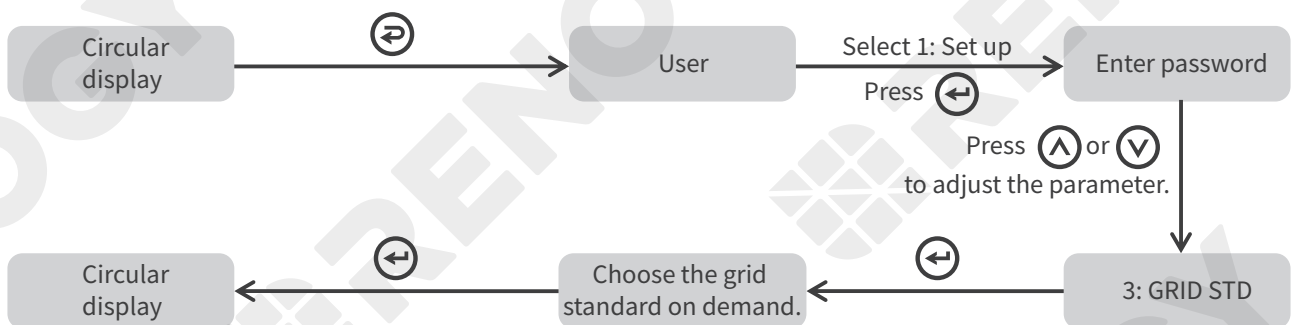 Circular
display
User
Select 1: Set up
Press
Enter password
Press or
to adjust the parameter.
3: GRID STD
Choose the grid
standard on demand.
Circular
display